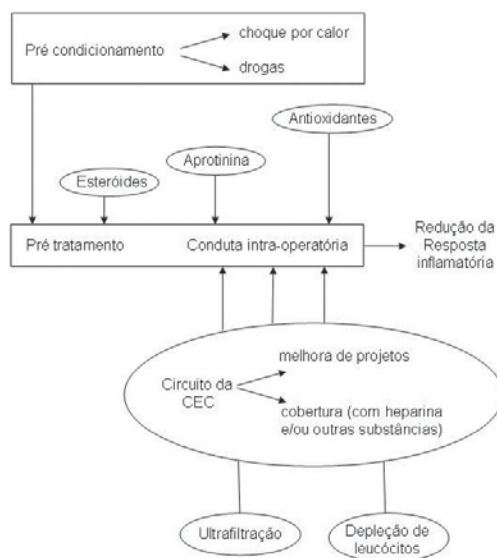 choque por calor
Pré condicionamento
drogas
Antioxidantes
Aprotinina
Esteróides
Pré tratamento
Conduta intra-operatória
Redução da
Resposta
inflamatória
melhora de projetos
Circuito da
CEC
cobertura (com heparina
e/ou outras substâncias)
Ultrafiltração
Depleção de
leucócitos